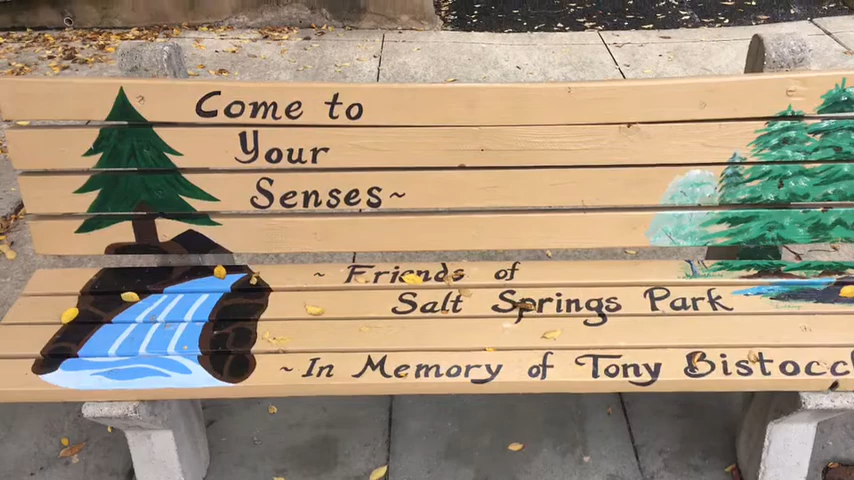 Come to
Your
Senses~
~ Friends of
Salt Springs Park
~In Memory of Tony